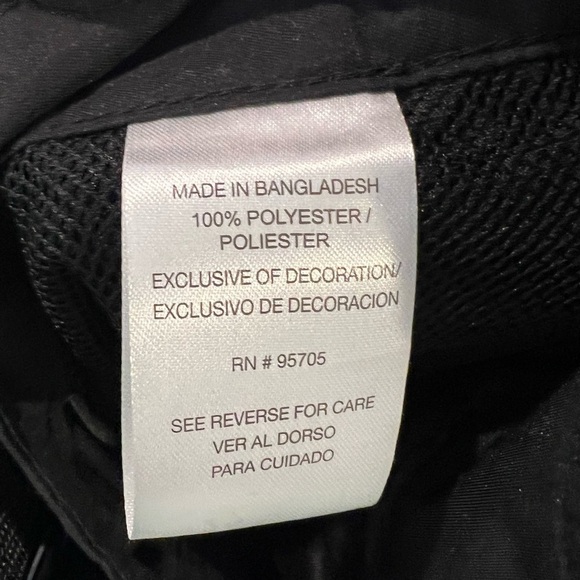 MADE IN BANGLADESH
100% POLYESTER /
POLIESTER
EXCLUSIVE OF DECORATION/
EXCLUSIVO DE DECORACION
RN # 95705
SEE REVERSE FOR CARE
VER AL DORSO
PARA CUIDADO